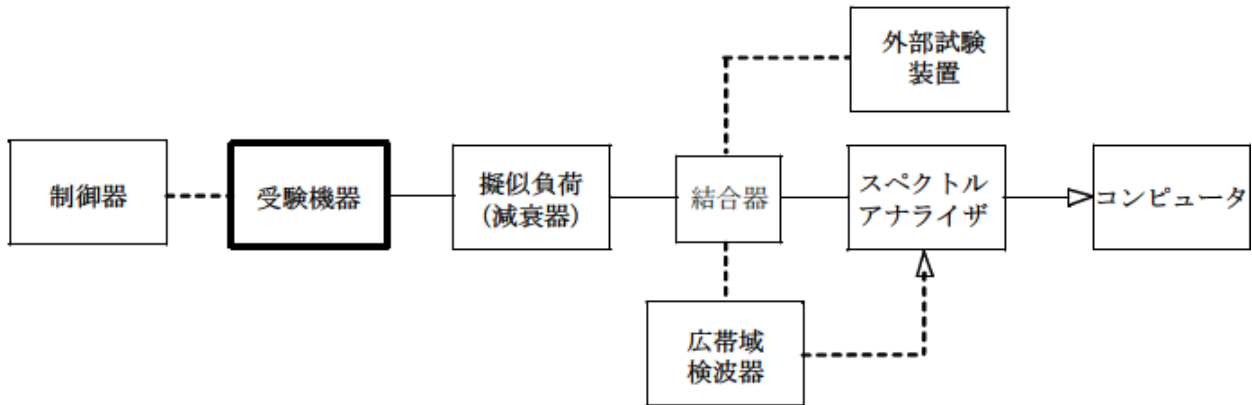 外部試験
装置
制御器
受験機器
擬似負荷
(減衰器)
結合器
スペクトル
アナライザ
コンピュータ
広帯域
検波器